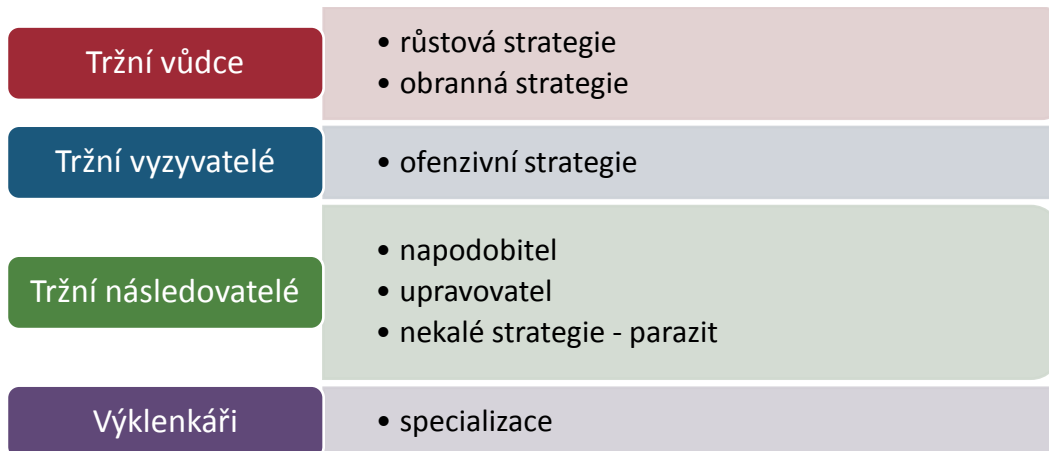 Tržní vůdce
• růstová strategie
• obranná strategie
Tržní vyzyvatelé
• ofenzivní strategie
Tržní následovatelé
• napodobitel
• upravovatel
• nekalé strategie - parazit
Výklenkáři
• specializace